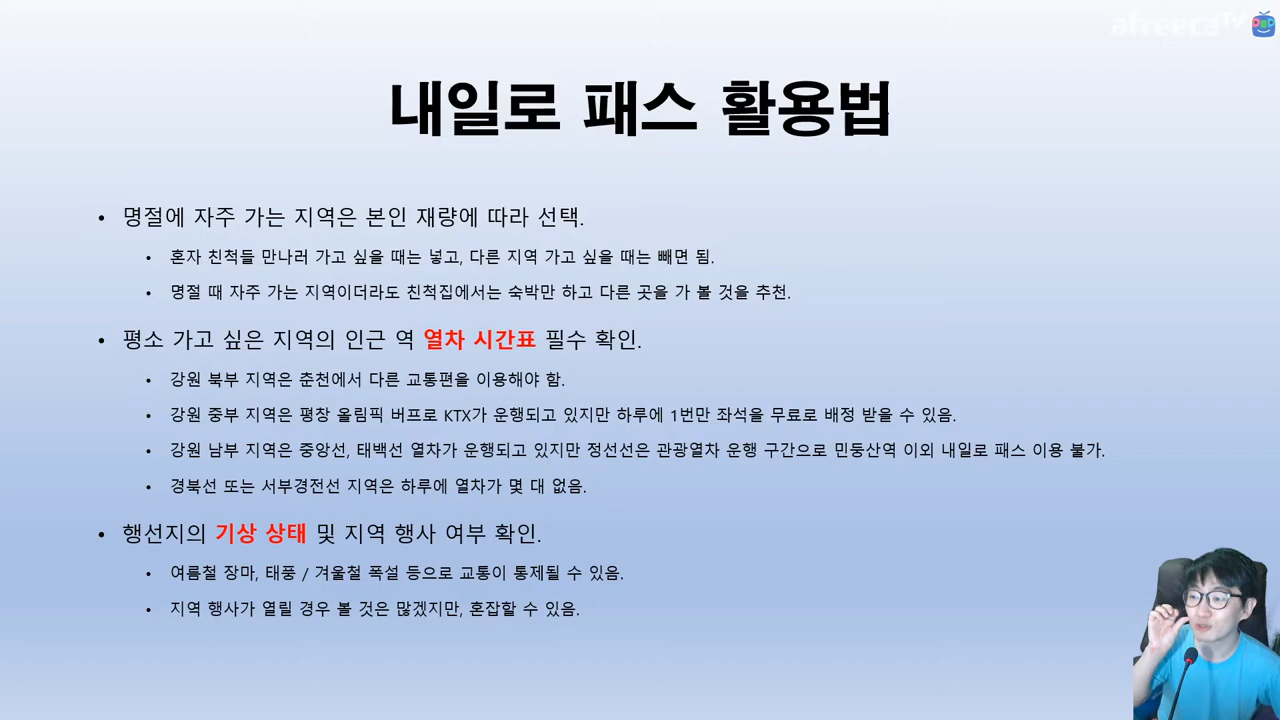 afreecaTV
내일로 패스 활용법
• 명절에 자주 가는 지역은 본인 재량에 따라 선택.
• 혼자 친척들 만나러 가고 싶을 때는 넣고, 다른 지역 가고 싶을 때는 빼면 됨.
• 명절 때 자주 가는 지역이더라도 친척집에서는 숙박만 하고 다른 곳을 가 볼 것을 추천.
• 평소 가고 싶은 지역의 인근 역 열차 시간표 필수 확인.
• 강원 북부 지역은 춘천에서 다른 교통편을 이용해야 함.
• 강원 중부 지역은 평창 올림픽 버프로 KTX가 운행되고 있지만 하루에 1번만 좌석을 무료로 배정 받을 수 있음.
• 강원 남부 지역은 중앙선, 태백선 열차가 운행되고 있지만 정선선은 관광열차 운행 구간으로 민둥산역 이외 내일로 패스 이용 불가.
• 경북선 또는 서부경전선 지역은 하루에 열차가 몇 대 없음.
• 행선지의 기상 상태 및 지역 행사 여부 확인.
• 여름철 장마, 태풍 / 겨울철 폭설 등으로 교통이 통제될 수 있음.
• 지역 행사가 열릴 경우 볼 것은 많겠지만, 혼잡할 수 있음.